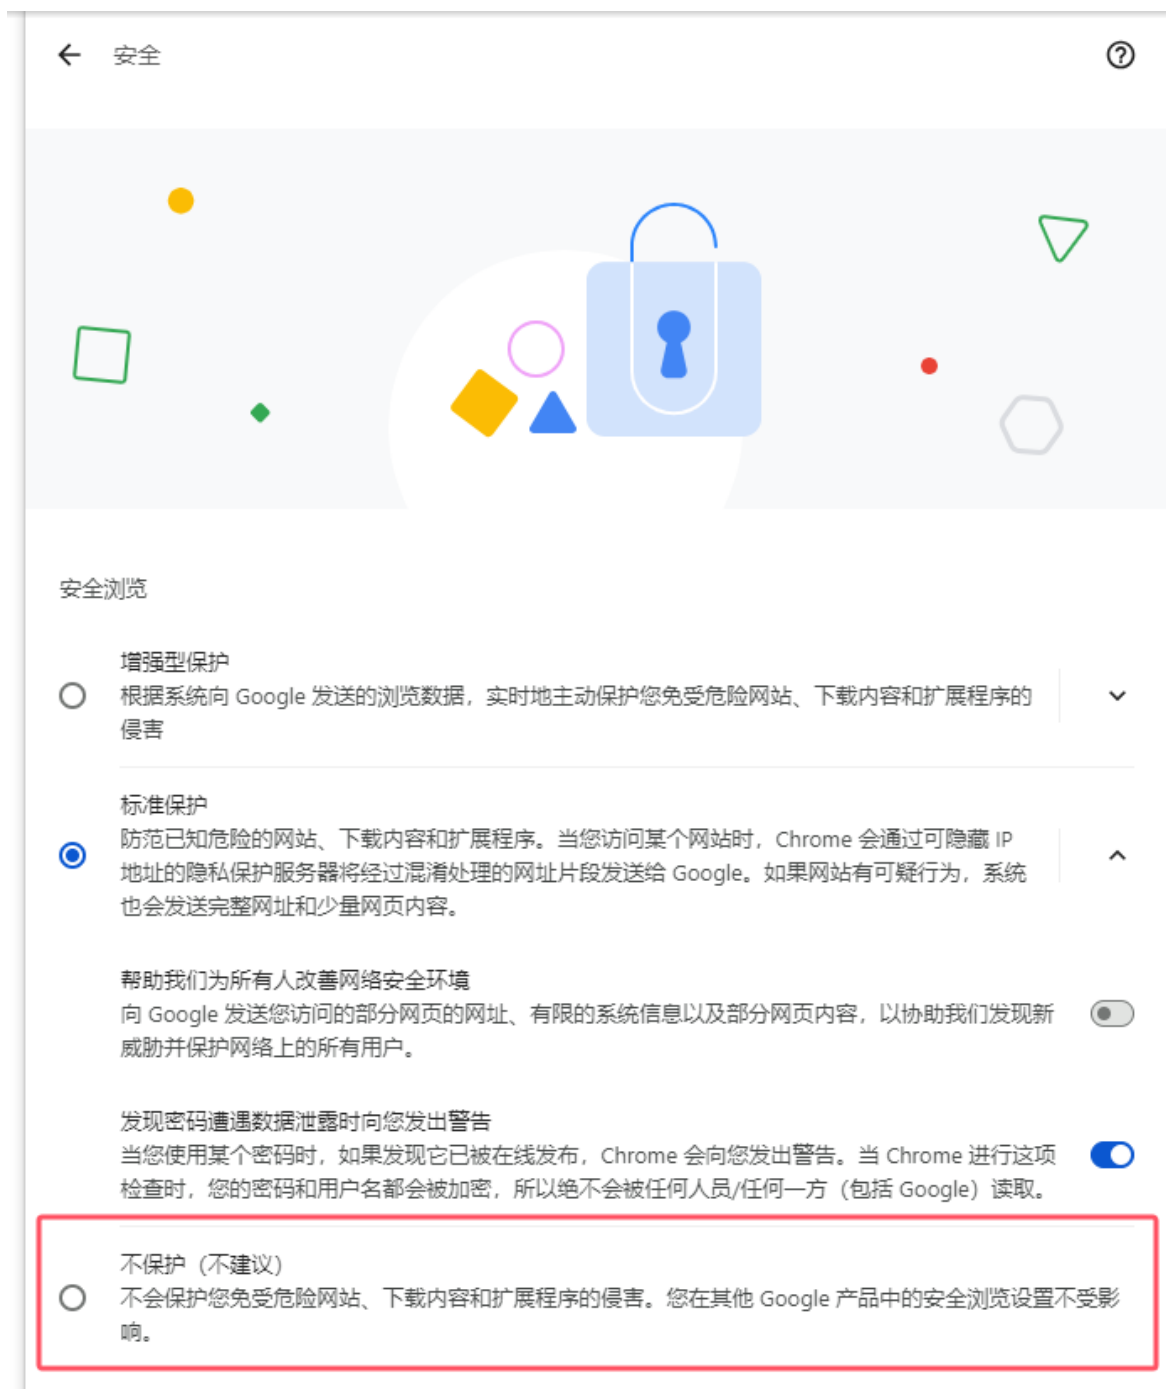 安全
安全浏览
增强型保护
根据系统向 Google 发送的浏览数据，实时地主动保护您免受危险网站、下载内容和扩展程序的
侵害
标准保护
防范已知危险的网站、下载内容和扩展程序。当您访问某个网站时，Chrome 会通过可隐藏 IP
地址的隐私保护服务器将经过混淆处理的网址片段发送给 Google。如果网站有可疑行为，系统
也会发送完整网址和少量网页内容。
帮助我们为所有人改善网络安全环境
向 Google 发送您访问的部分网页的网址、有限的系统信息以及部分网页内容，以协助我们发现新
威胁并保护网络上的所有用户。
发现密码遭遇数据泄露时向您发出警告
当您使用某个密码时，如果发现它已被在线发布，Chrome 会向您发出警告。当 Chrome 进行这项
检查时，您的密码和用户名都会被加密，所以绝不会被任何人员/任何一方（包括 Google）读取。
不保护（不建议）
不会保护您免受危险网站、下载内容和扩展程序的侵害。您在其他 Google 产品中的安全浏览设置不受影
响。